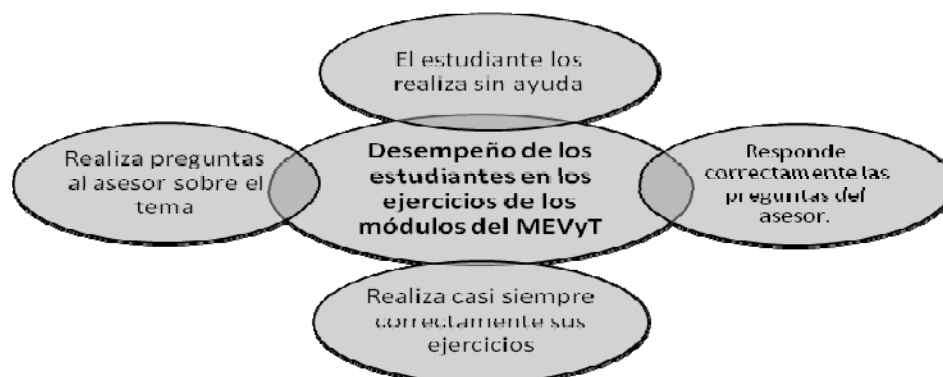 El estudiante los
realiza sin ayuda
Realiza preguntas
al asesor sobre el
tema
Desempeño de los
estudiantes en los
ejercicios de los
módulos del MEVyT
Responde
correctamente las
preguntas del
asesor.
Realiza casi siempre
correctamente sus
ejercicios